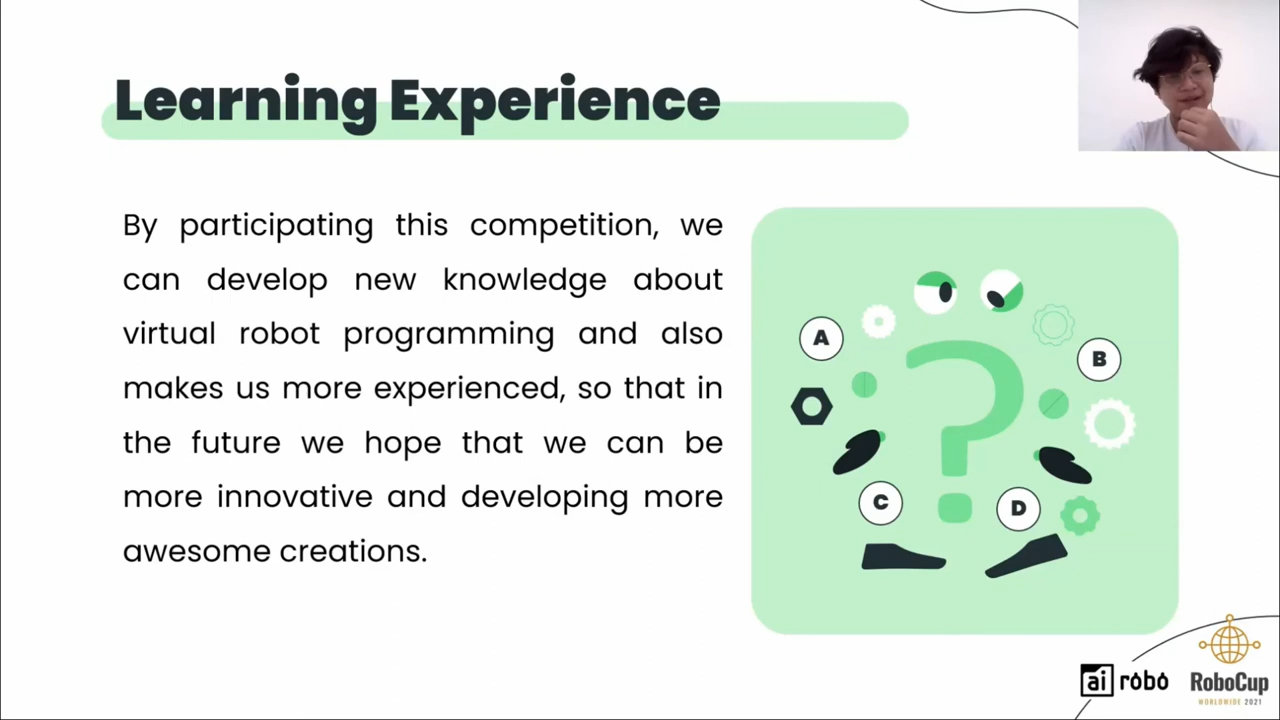 Learning Experience
By participating this competition, we
can develop new knowledge about
virtual robot programming and also
makes us more experienced, so that in
the future we hope that we can be
more innovative and developing more
awesome creations.
A
B
?
C
D
ai robo
RoboCup
WORLDWIDE 2021